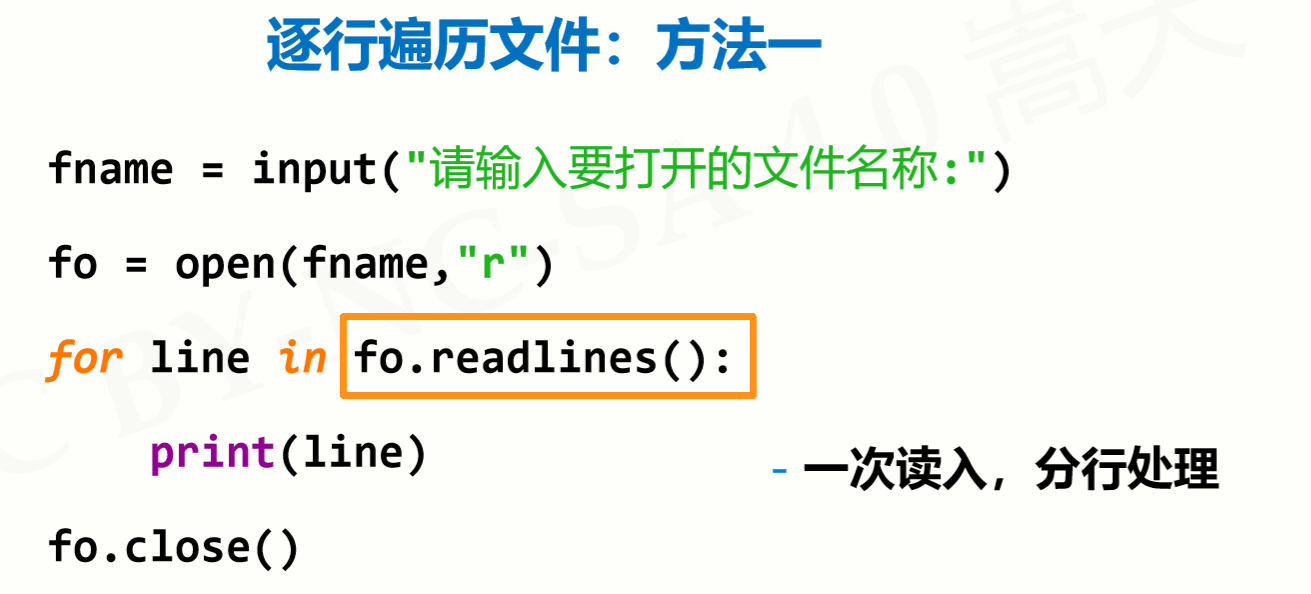 逐行遍历文件：方法一
fname = input("请输入要打开的文件名称:")
fo = open(fname,"r")
for line in fo.readlines():
    print(line)
- 一次读入，分行处理
fo.close()
C BY-NC-SA 4.0 嵩天